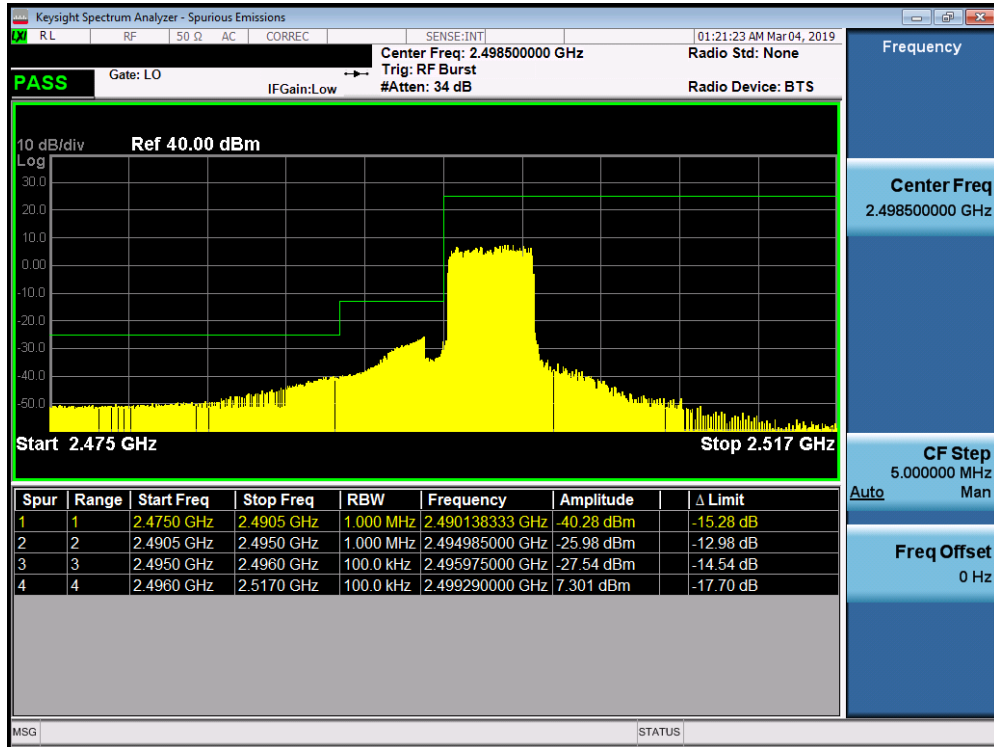 Keysight Spectrum Analyzer - Spurious Emissions
LXI RL RF 50 Ω AC CORREC SENSE:INT 01:21:23 AM Mar 04, 2019
Center Freq: 2.498500000 GHz Radio Std: None
PASS Gate: LO Trig: RF Burst
IFGain:Low #Atten: 34 dB Radio Device: BTS
10 dB/div Ref 40.00 dBm
Log
30.0
20.0
10.0
0.00
-10.0
-20.0
-30.0
-40.0
-50.0
Start 2.475 GHz Stop 2.517 GHz
Spur Range Start Freq Stop Freq RBW Frequency Amplitude Δ Limit
1 1 2.4750 GHz 2.4905 GHz 1.000 MHz 2.490138333 GHz -40.28 dBm -15.28 dB
2 2 2.4905 GHz 2.4950 GHz 1.000 MHz 2.494985000 GHz -25.98 dBm -12.98 dB
3 3 2.4950 GHz 2.4960 GHz 100.0 kHz 2.495975000 GHz -27.54 dBm -14.54 dB
4 4 2.4960 GHz 2.5170 GHz 100.0 kHz 2.499290000 GHz 7.301 dBm -17.70 dB
MSG STATUS
Frequency
Center Freq
2.498500000 GHz
CF Step
5.000000 MHz
Auto Man
Freq Offset
0 Hz